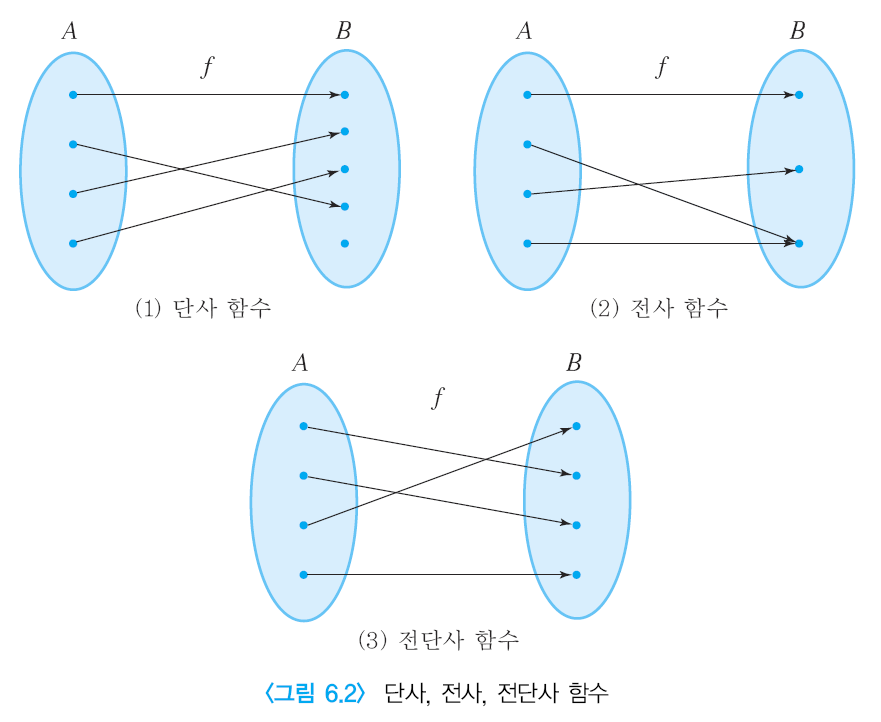 A B A B
f f
(1) 단사 함수 (2) 전사 함수
A B
f
(3) 전단사 함수
〈그림 6.2〉 단사, 전사, 전단사 함수